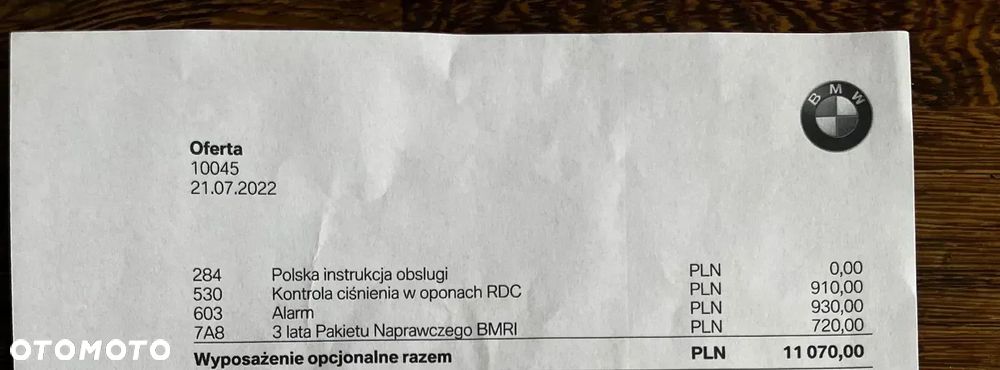 BMW
Oferta
10045
21.07.2022
284 Polska instrukcja obsługi PLN 0,00
530 Kontrola ciśnienia w oponach RDC PLN 910,00
603 Alarm PLN 930,00
7A8 3 lata Pakietu Naprawczego BMRI PLN 720,00
Wyposażenie opcjonalne razem PLN 11 070,00
OTOMOTO